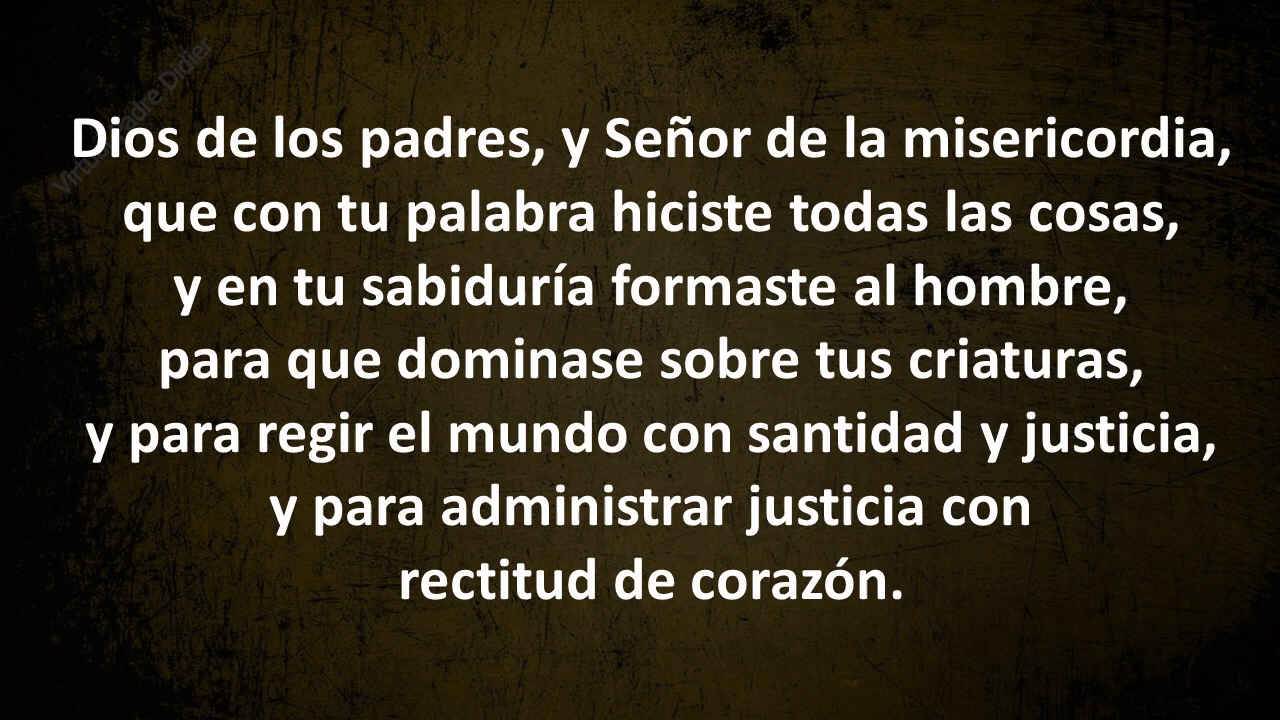 Dios de los padres, y Señor de la misericordia,
que con tu palabra hiciste todas las cosas,
y en tu sabiduría formaste al hombre,
para que dominase sobre tus criaturas,
y para regir el mundo con santidad y justicia,
y para administrar justicia con
rectitud de corazón.
Didier